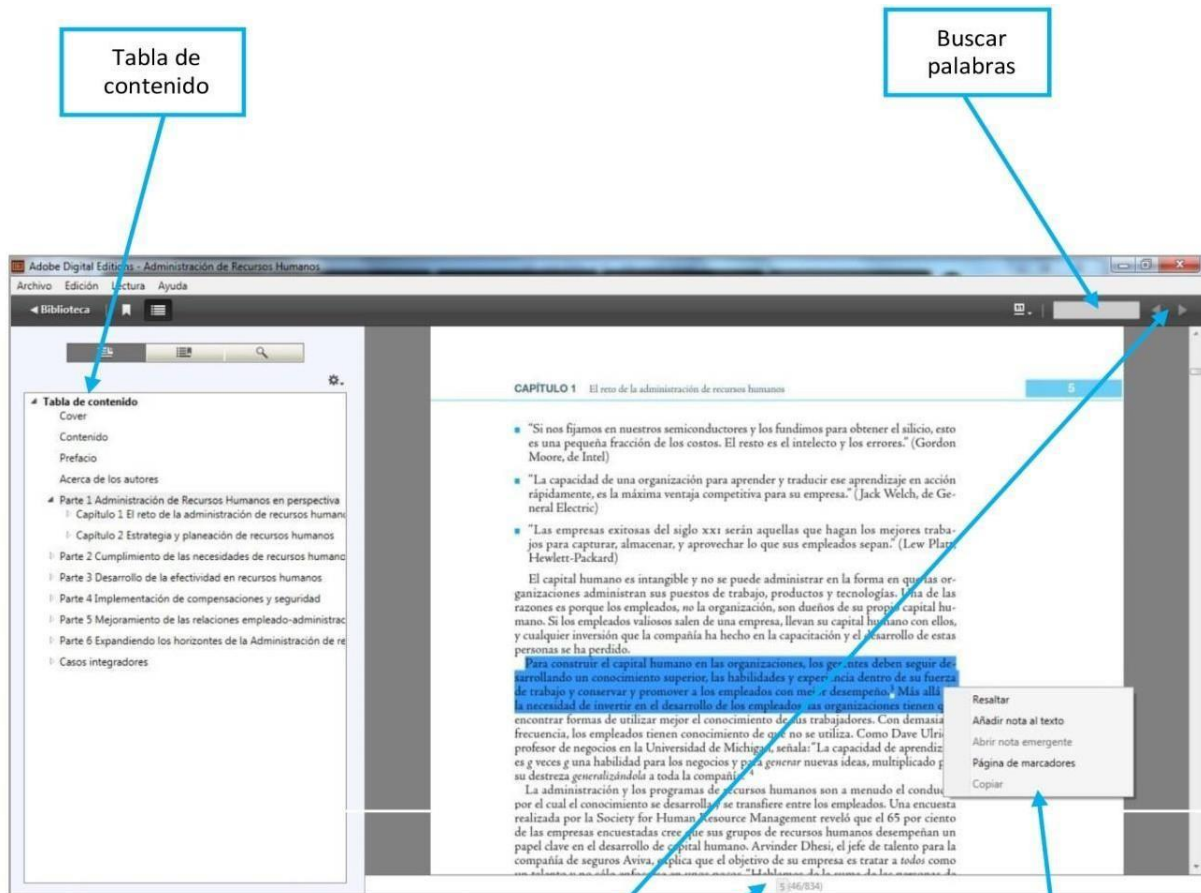 Tabla de
contenido
Buscar
palabras
Adobe Digital Editions - Administración de Recursos Humanos
Archivo Edición Lectura Ayuda
Biblioteca
Tabla de contenido
Cover
Contenido
Prefacio
Acerca de los autores
Parte 1 Administración de Recursos Humanos en perspectiva
Capítulo 1 El reto de la administración de recursos humano
Capítulo 2 Estrategia y planeación de recursos humanos
Parte 2 Cumplimiento de las necesidades de recursos humano
Parte 3 Desarrollo de la efectividad en recursos humanos
Parte 4 Implementación de compensaciones y seguridad
Parte 5 Mejoramiento de las relaciones empleado-administrac
Parte 6 Expandiendo los horizontes de la Administración de re
Casos integradores
CAPÍTULO 1 El reto de la administración de recursos humanos 5
"Si nos fijamos en nuestros semiconductores y los fundimos para obtener el silicio, esto
es una pequeña fracción de los costos. El resto es el intelecto y los errores." (Gordon
Moore, de Intel)
"La capacidad de una organización para aprender y traducir ese aprendizaje en acción
rápidamente, es la máxima ventaja competitiva para su empresa." (Jack Welch, de Ge-
neral Electric)
"Las empresas exitosas del siglo XXI serán aquellas que hagan los mejores traba-
jos para capturar, almacenar, y aprovechar lo que sus empleados sepan." (Lew Platt,
Hewlett-Packard)
El capital humano es intangible y no se puede administrar en la forma en que las or-
ganizaciones administran sus puestos de trabajo, productos y tecnologías. Una de las
razones es porque los empleados, no la organización, son dueños de su propio capital hu-
mano. Si los empleados valiosos salen de una empresa, llevan su capital humano con ellos,
y cualquier inversión que la compañía ha hecho en la capacitación y el desarrollo de estas
personas se ha perdido.
Para construir el capital humano en las organizaciones, los gerentes deben seguir de-
sarrollando un conocimiento superior, las habilidades y experiencia dentro de su fuerza
de trabajo y conservar y promover a los empleados con mejor desempeño. Más allá
la necesidad de invertir en el desarrollo de los empleados, las organizaciones tienen q
encontrar formas de utilizar mejor el conocimiento de sus trabajadores. Con demasia
frecuencia, los empleados tienen conocimiento de que no se utiliza. Como Dave Ulri
profesor de negocios en la Universidad de Michigan, señala: "La capacidad de aprendiz
es g veces g una habilidad para los negocios y para generar nuevas ideas, multiplicado p
su destreza generalizándola a toda la compañía." 4
La administración y los programas de recursos humanos son a menudo el conduc
por el cual el conocimiento se desarrolla y se transfiere entre los empleados. Una encuesta
realizada por la Society for Human Resource Management reveló que el 65 por ciento
de las empresas encuestadas cree que sus grupos de recursos humanos desempeñan un
papel clave en el desarrollo de capital humano. Arvinder Dhesi, el jefe de talento para la
compañía de seguros Aviva, explica que el objetivo de su empresa es tratar a todos como
Resaltar
Añadir nota al texto
Abrir nota emergente
Página de marcadores
Copiar
5 (46/834)